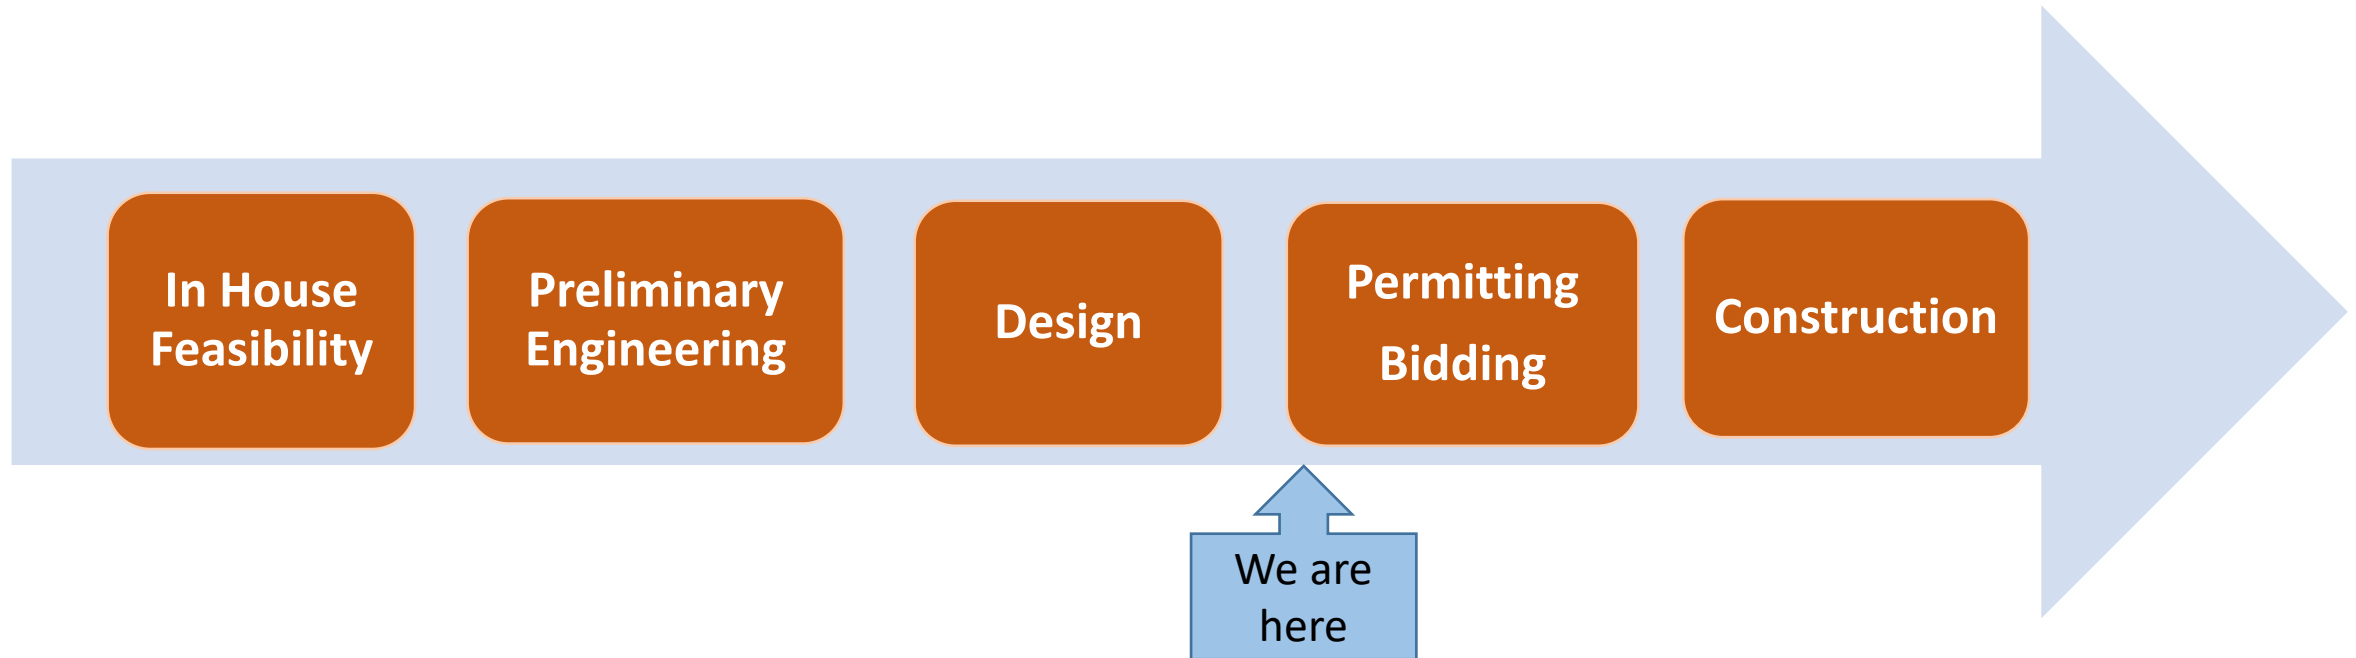 In House
Feasibility
Preliminary
Engineering
Design
Permitting
Bidding
Construction
We are
here